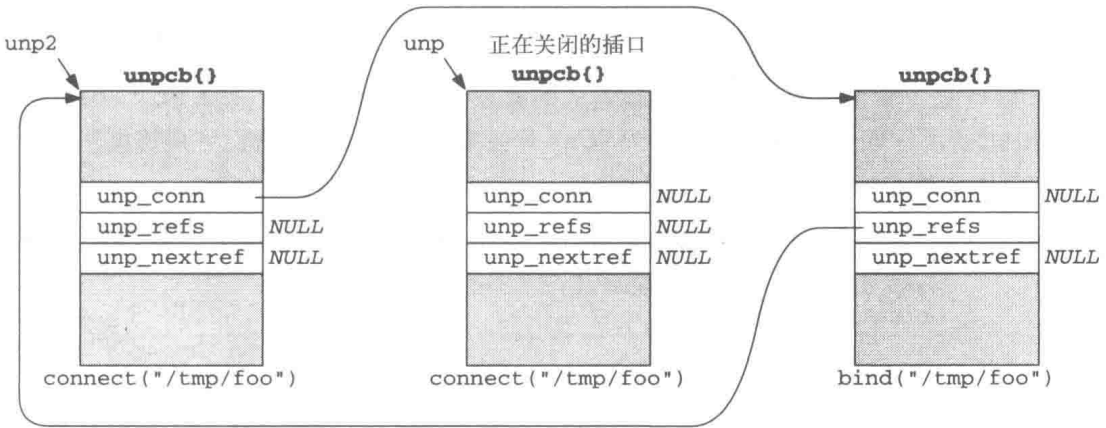 unp2 unp 正在关闭的插口
unpcb{} unpcb{} unpcb{}
unp_conn unp_conn NULL unp_conn NULL
unp_refs NULL unp_refs NULL unp_refs
unp_nextref NULL unp_nextref NULL unp_nextref NULL
connect("/tmp/foo") connect("/tmp/foo") bind("/tmp/foo")